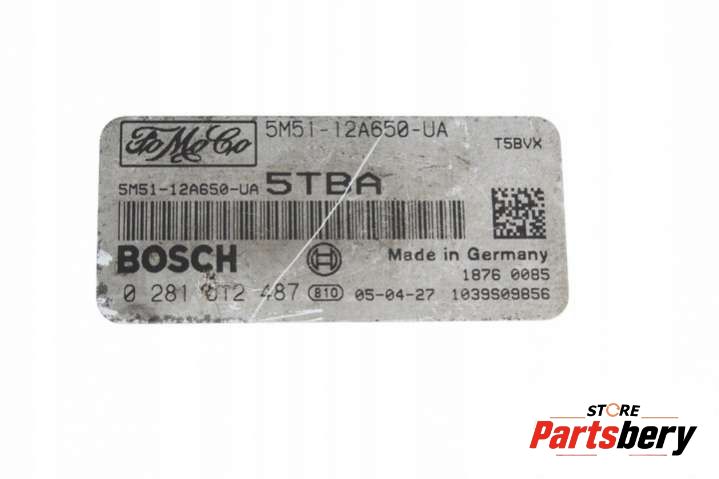 FoMoCo
5M51-12A650-UA
T5BVX
5M51-12A650-UA 5TBA
BOSCH
Made in Germany
1876 0085
0 281 012 487 810 05-04-27 1039S09856
STORE
Partsbery